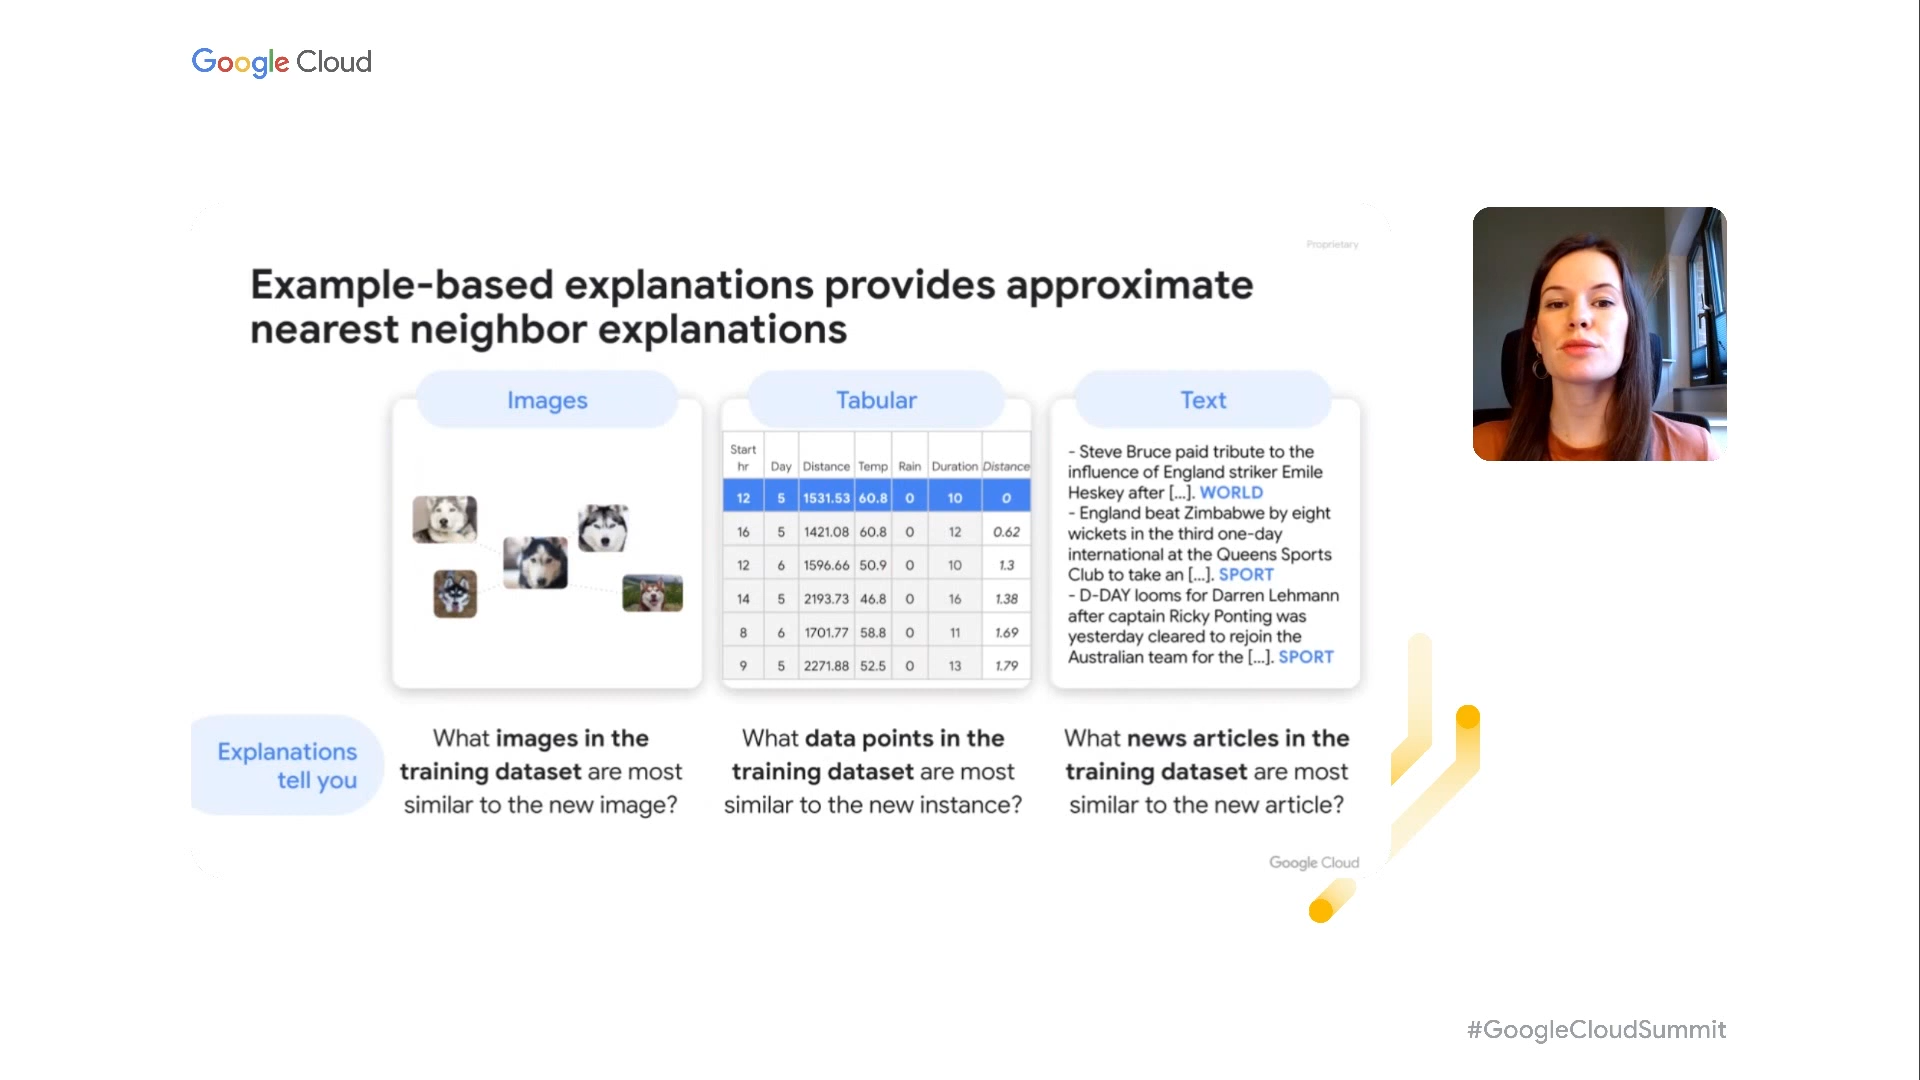 Google Cloud
Proprietary
Example-based explanations provides approximate
nearest neighbor explanations
Images
Tabular
Text
Start
hr Day Distance Temp Rain Duration Distance
12 5 1531.53 60.8 0 10 0
16 5 1421.08 60.8 0 12 0.62
12 6 1596.66 50.9 0 10 1.3
14 5 2193.73 46.8 0 16 1.38
8 6 1701.77 58.8 0 11 1.69
9 5 2271.88 52.5 0 13 1.79
- Steve Bruce paid tribute to the
influence of England striker Emile
Heskey after [...]. WORLD
- England beat Zimbabwe by eight
wickets in the third one-day
international at the Queens Sports
Club to take an [...]. SPORT
- D-DAY looms for Darren Lehmann
after captain Ricky Ponting was
yesterday cleared to rejoin the
Australian team for the [...]. SPORT
Explanations
tell you
What images in the
training dataset are most
similar to the new image?
What data points in the
training dataset are most
similar to the new instance?
What news articles in the
training dataset are most
similar to the new article?
Google Cloud
#GoogleCloudSummit